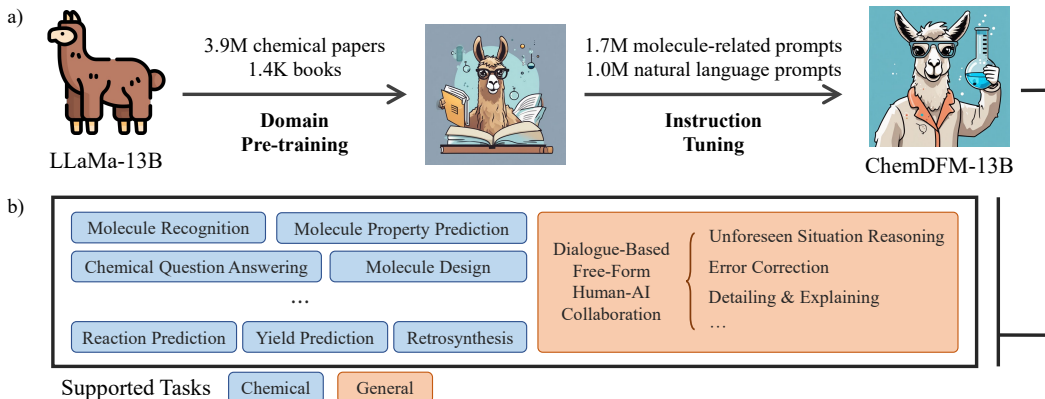 a)
3.9M chemical papers
1.4K books
Domain
Pre-training
1.7M molecule-related prompts
1.0M natural language prompts
Instruction
Tuning
LLaMa-13B
ChemDFM-13B
b)
Molecule Recognition
Molecule Property Prediction
Chemical Question Answering
Molecule Design
...
Reaction Prediction
Yield Prediction
Retrosynthesis
Dialogue-Based
Free-Form
Human-AI
Collaboration
Unforeseen Situation Reasoning
Error Correction
Detailing & Explaining
...
Supported Tasks
Chemical
General